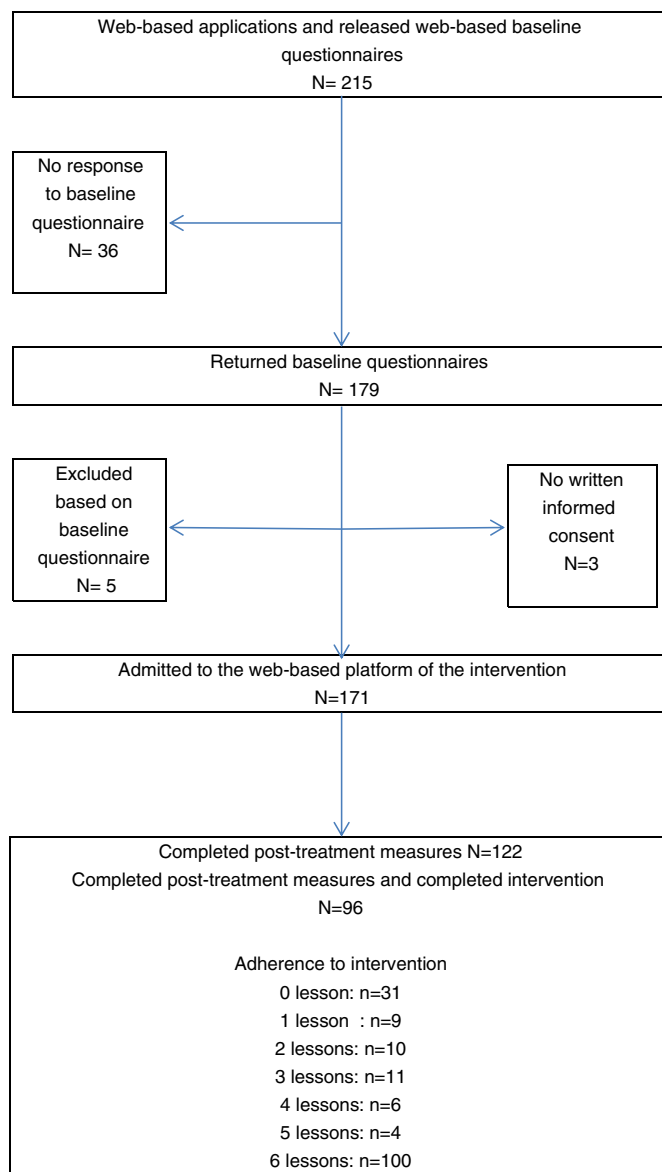 Web-based applications and released web-based baseline
questionnaires
N= 215
No response
to baseline
questionnaire
N= 36
Returned baseline questionnaires
N= 179
Excluded
based on
baseline
questionnaire
N= 5
No written
informed
consent
N=3
Admitted to the web-based platform of the intervention
N=171
Completed post-treatment measures N=122
Completed post-treatment measures and completed intervention
N=96
Adherence to intervention
0 lesson: n=31
1 lesson : n=9
2 lessons: n=10
3 lessons: n=11
4 lessons: n=6
5 lessons: n=4
6 lessons: n=100